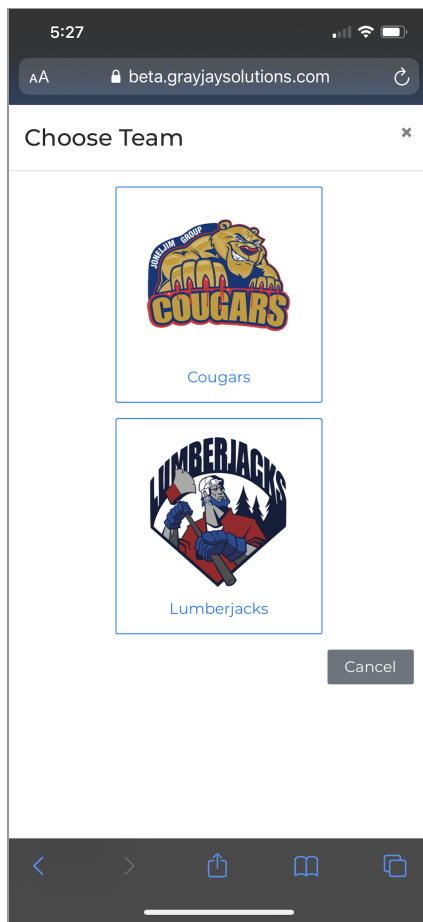 5:27
AA
beta.grayjaysolutions.com
Choose Team
×
JONELJIM GROUP
COUGARS
Cougars
LUMBERJACKS
Lumberjacks
Cancel